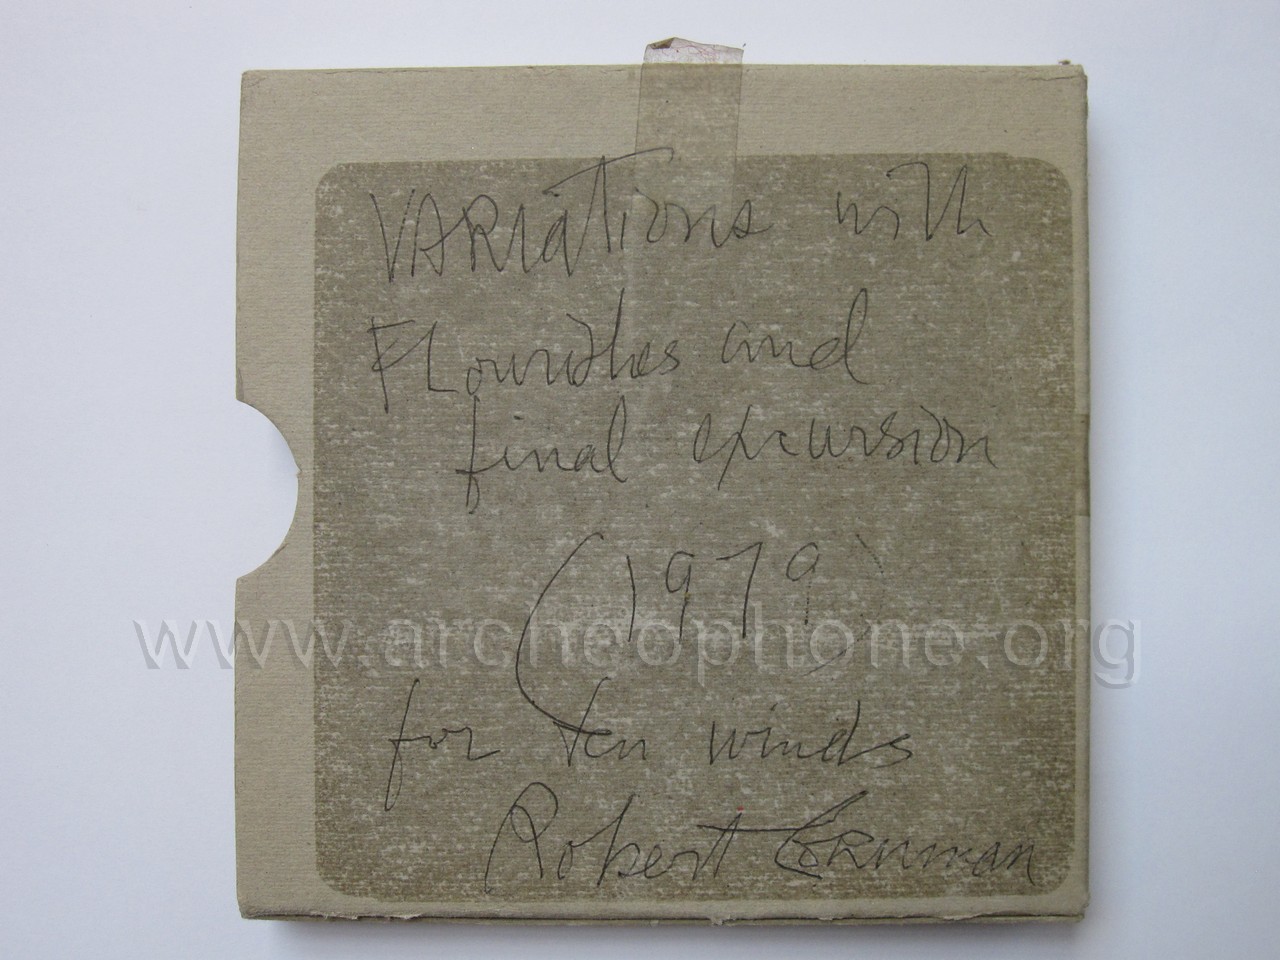 VARiaTions with
FLourishes and
final excursion
(1979)
www.archeophone.org
for ten winds
Robert Cornman